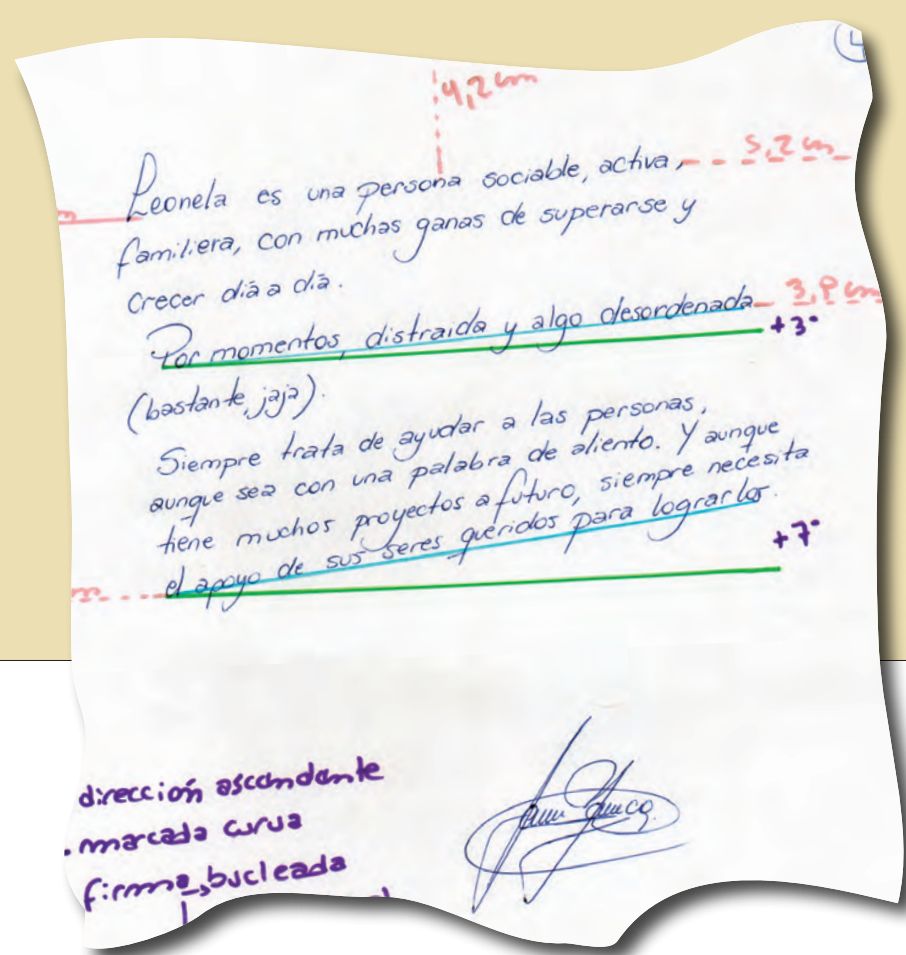 4
4,2 cm
Leonela es una persona sociable, activa, 5,2 cm
familiera, con muchas ganas de superarse y
crecer día a día.
Por momentos, distraida y algo desordenada 3,8 cm
+3°
(bastante, jaja).
Siempre trata de ayudar a las personas,
aunque sea con una palabra de aliento. Y aunque
tiene muchos proyectos a futuro, siempre necesita
el apoyo de sus seres queridos para lograrlos.
+7°
dirección ascendante
. marcada curva
firma bucleada